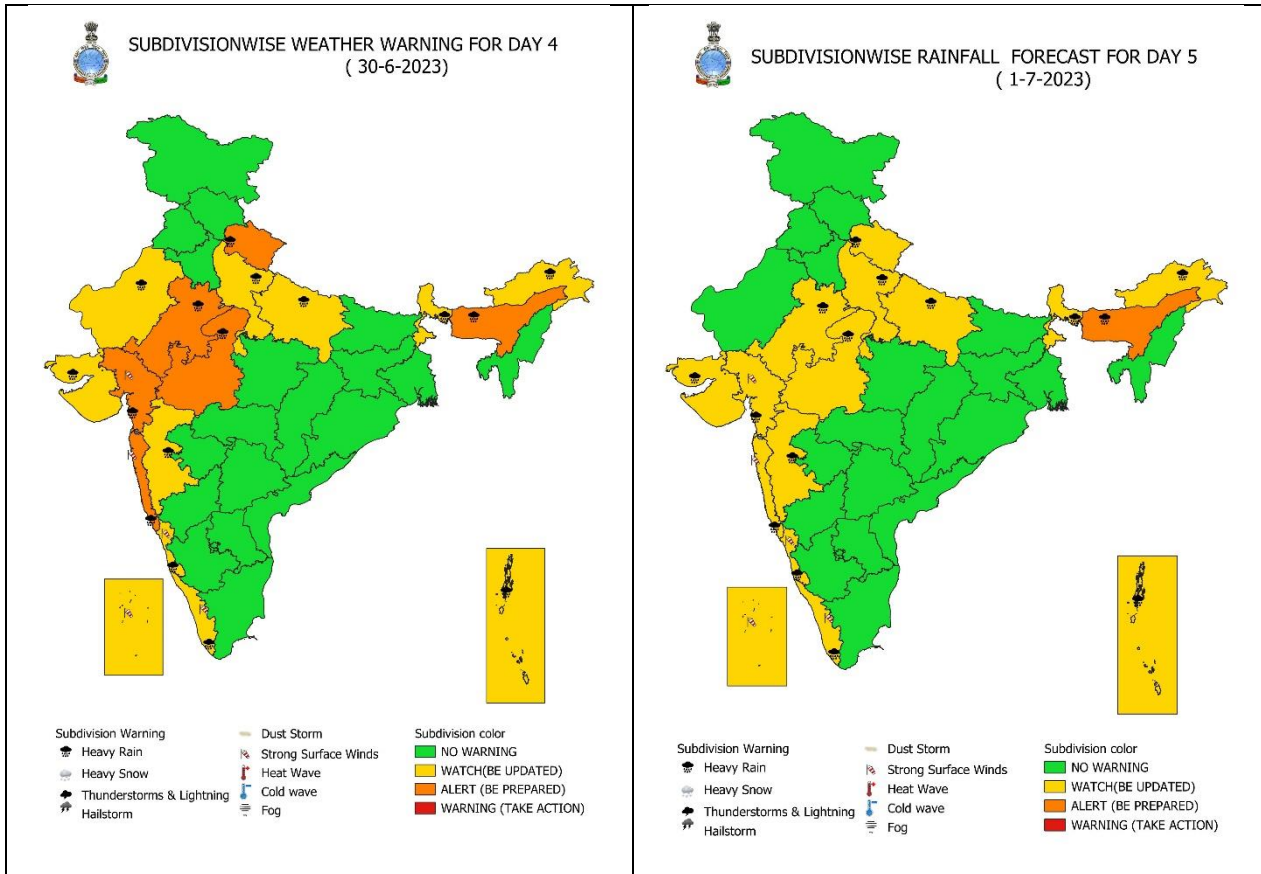 SUBDIVISIONWISE WEATHER WARNING FOR DAY 4
( 30-6-2023)
Subdivision Warning
Heavy Rain
Heavy Snow
Thunderstorms & Lightning
Hailstorm
Dust Storm
Strong Surface Winds
Heat Wave
Cold wave
Fog
Subdivision color
NO WARNING
WATCH(BE UPDATED)
ALERT (BE PREPARED)
WARNING (TAKE ACTION)
SUBDIVISIONWISE RAINFALL FORECAST FOR DAY 5
( 1-7-2023)
Subdivision Warning
Heavy Rain
Heavy Snow
Thunderstorms & Lightning
Hailstorm
Dust Storm
Strong Surface Winds
Heat Wave
Cold wave
Fog
Subdivision color
NO WARNING
WATCH(BE UPDATED)
ALERT (BE PREPARED)
WARNING (TAKE ACTION)